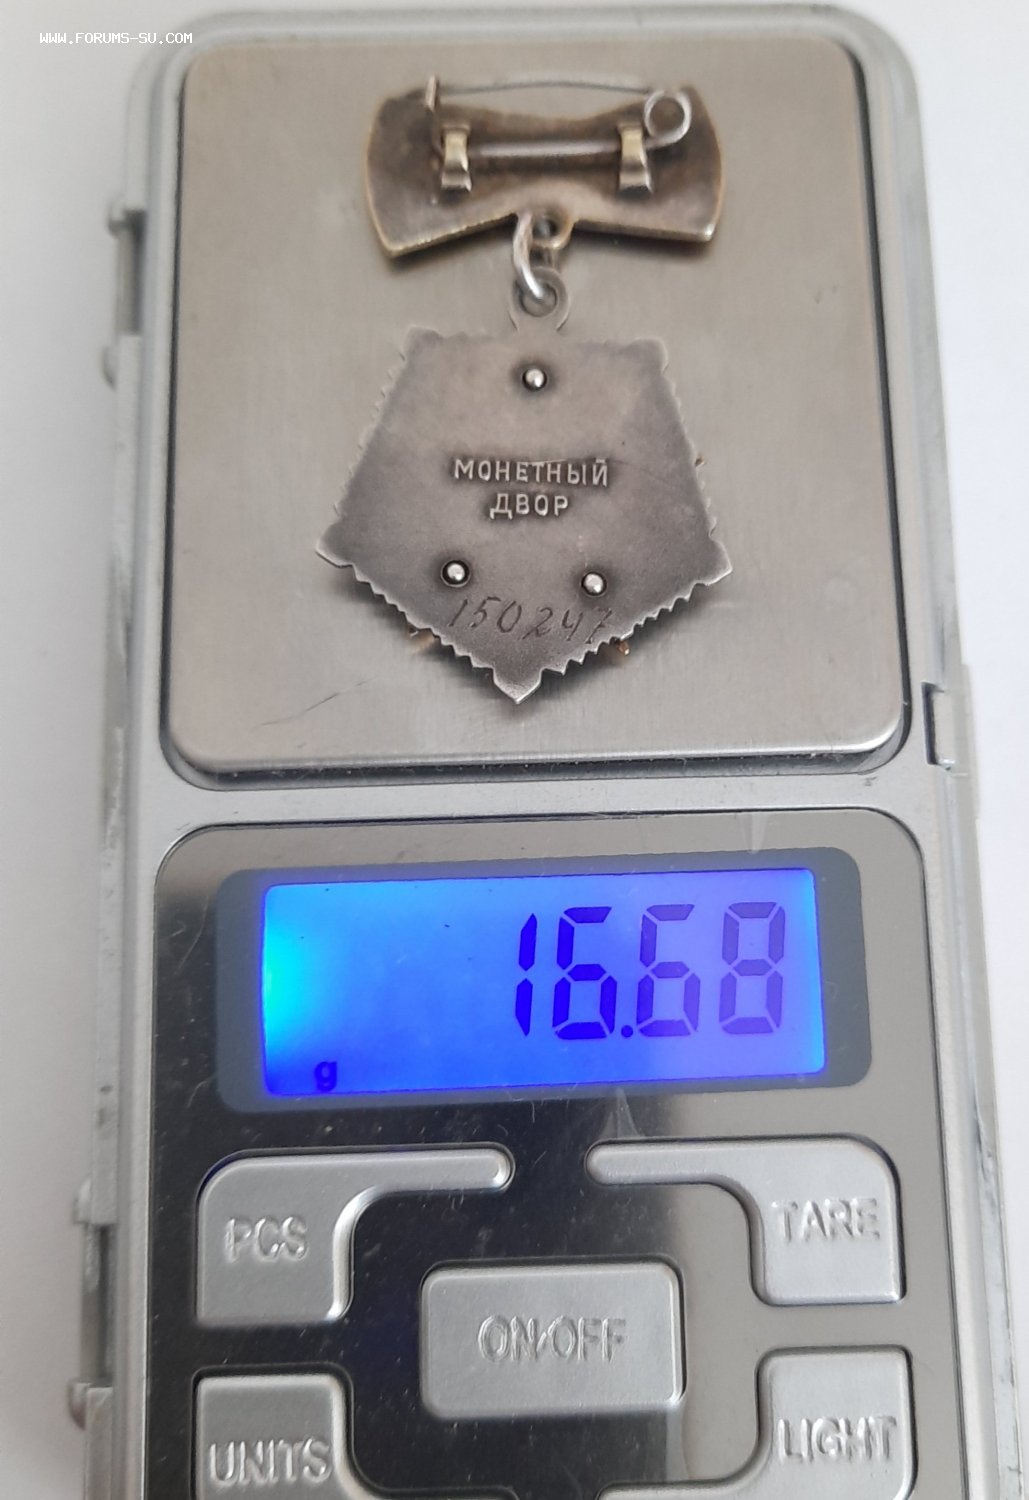 WWW.FORUMS-SU.COM
МОНЕТНЫЙ
ДВОР
150247
16.68
g
PCS
TARE
ON/OFF
UNITS
LIGHT